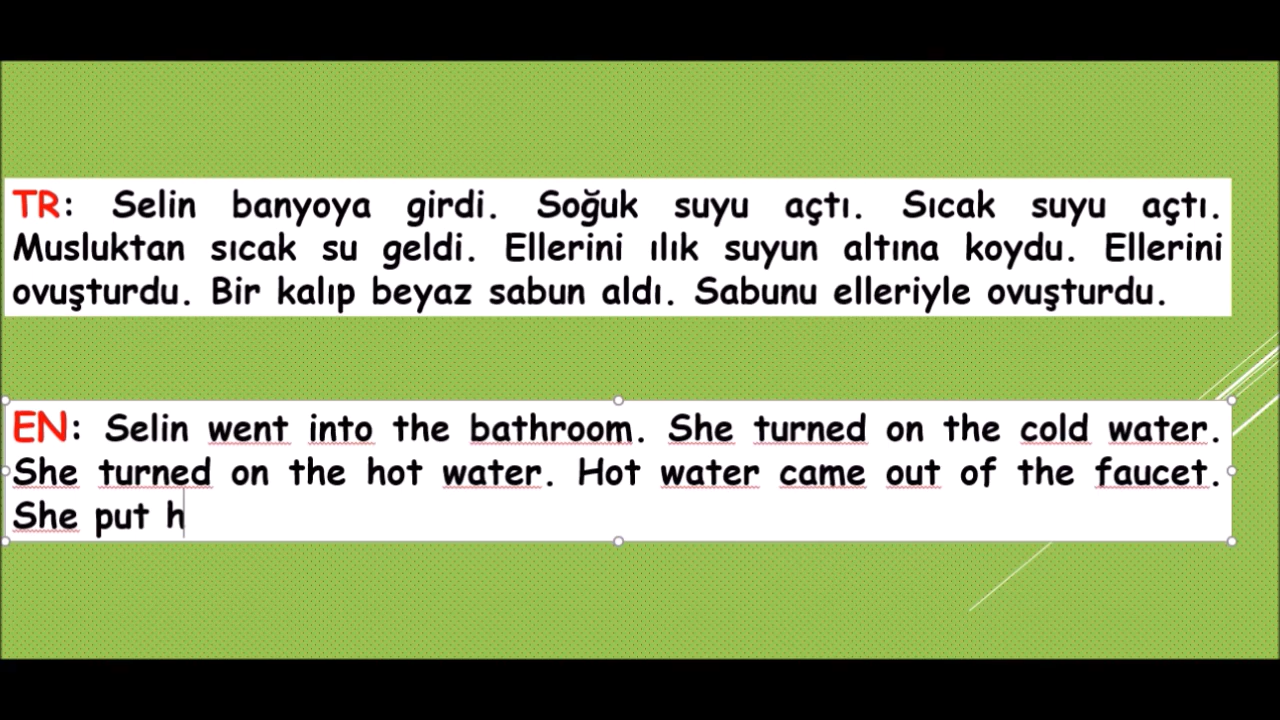 TR: Selin banyoya girdi. Soğuk suyu açtı. Sıcak suyu açtı.
Musluktan sıcak su geldi. Ellerini ılık suyun altına koydu. Ellerini
ovuşturdu. Bir kalıp beyaz sabun aldı. Sabunu elleriyle ovuşturdu.
EN: Selin went into the bathroom. She turned on the cold water.
She turned on the hot water. Hot water came out of the faucet.
She put h